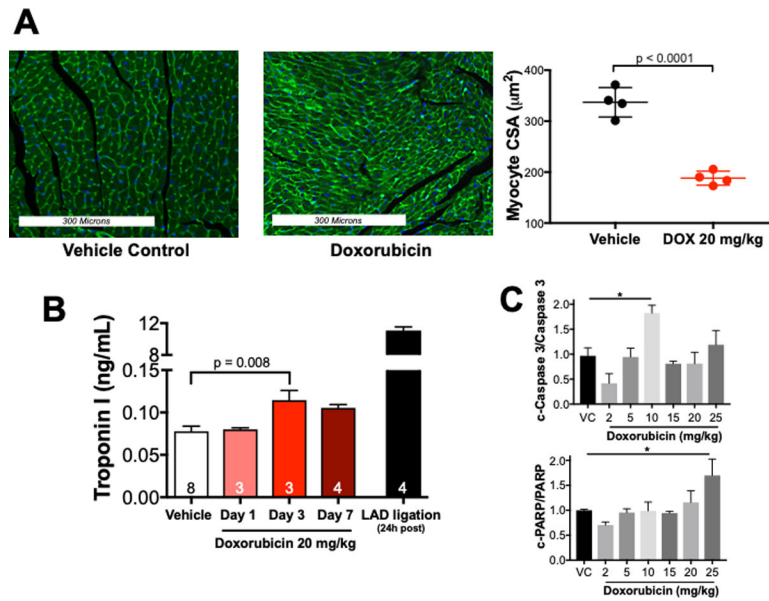 A
300 Microns
Vehicle Control
300 Microns
Doxorubicin
p < 0.0001
Myocyte CSA (μm²)
400
300
200
100
Vehicle
DOX 20 mg/kg
B
Troponin I (ng/mL)
12
8
0.15
0.10
0.05
0.00
p = 0.008
8
3
3
4
4
Vehicle
Day 1
Day 3
Day 7
LAD ligation
(24h post)
Doxorubicin 20 mg/kg
C
c-Caspase 3/Caspase 3
2.0
1.5
1.0
0.5
0.0
*
VC 2 5 10 15 20 25
Doxorubicin (mg/kg)
c-PARP/PARP
2.0
1.5
1.0
0.5
0.0
*
VC 2 5 10 15 20 25
Doxorubicin (mg/kg)